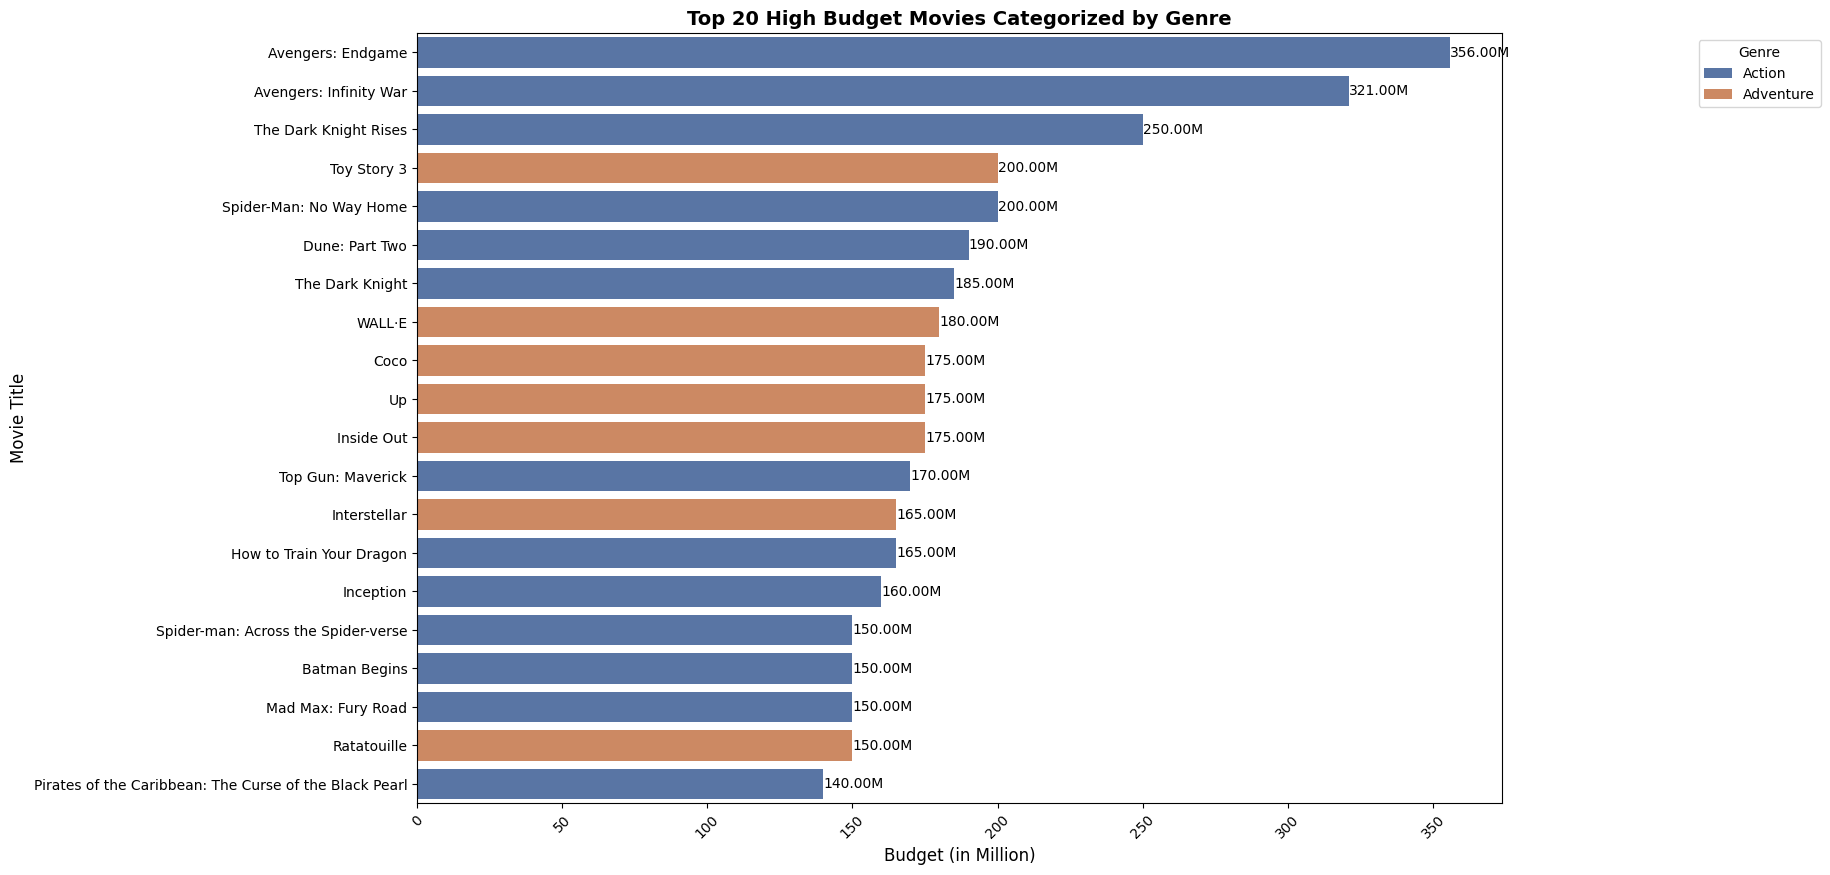 Top 20 High Budget Movies Categorized by Genre
Avengers: Endgame 356.00M
Avengers: Infinity War 321.00M
The Dark Knight Rises 250.00M
Toy Story 3 200.00M
Spider-Man: No Way Home 200.00M
Dune: Part Two 190.00M
The Dark Knight 185.00M
WALL·E 180.00M
Coco 175.00M
Up 175.00M
Inside Out 175.00M
Top Gun: Maverick 170.00M
Interstellar 165.00M
How to Train Your Dragon 165.00M
Inception 160.00M
Spider-man: Across the Spider-verse 150.00M
Batman Begins 150.00M
Mad Max: Fury Road 150.00M
Ratatouille 150.00M
Pirates of the Caribbean: The Curse of the Black Pearl 140.00M
0 50 100 150 200 250 300 350
Budget (in Million)
Movie Title
Genre
Action
Adventure